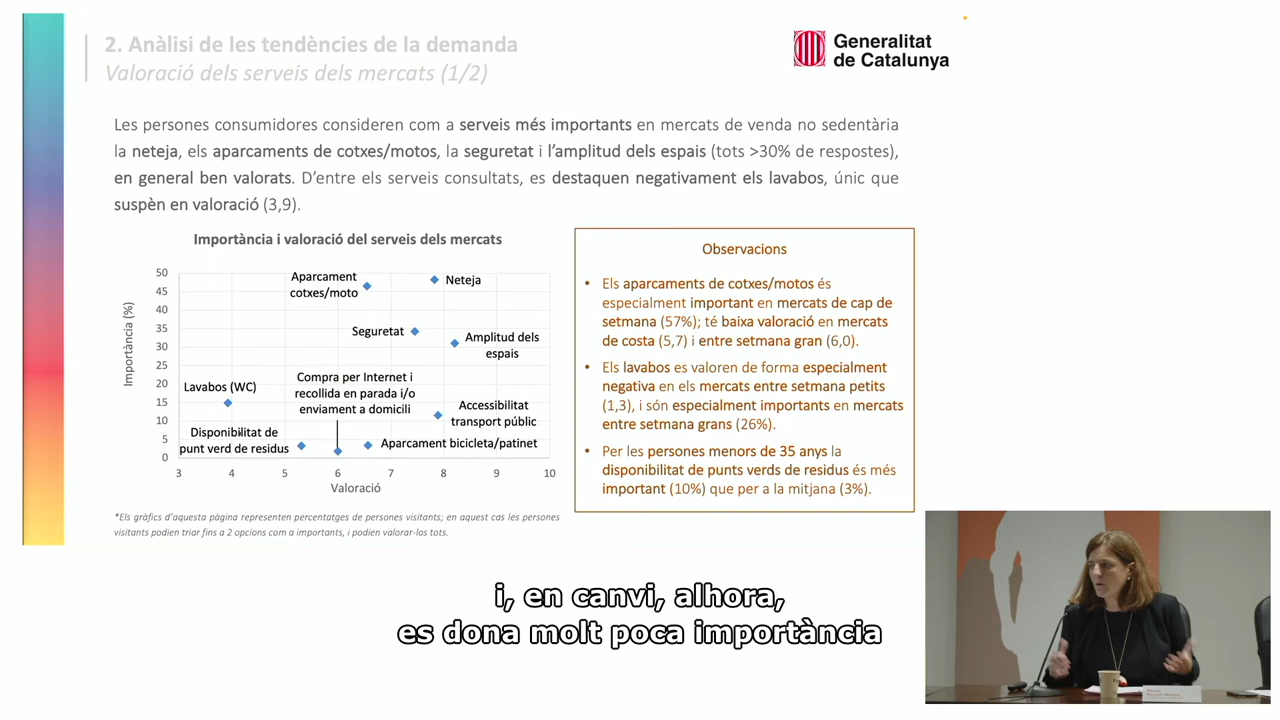 2. Anàlisi de les tendències de la demanda
Valoració dels serveis dels mercats (1/2)
Generalitat
de Catalunya
Les persones consumidores consideren com a serveis més importants en mercats de venda no sedentària
la neteja, els aparcaments de cotxes/motos, la seguretat i l’amplitud dels espais (tots >30% de respostes),
en general ben valorats. D’entre els serveis consultats, es destaquen negativament els lavabos, únic que
suspèn en valoració (3,9).
Importància i valoració del serveis dels mercats
Importància (%)
50
45
40
35
30
25
20
15
10
5
0
Aparcament
cotxes/moto
Neteja
Seguretat
Amplitud dels
espais
Lavabos (WC)
Compra per Internet i
recollida en parada i/o
enviament a domicili
Accessibilitat
transport públic
Disponibilitat de
punt verd de residus
Aparcament bicicleta/patinet
3 4 5 6 7 8 9 10
Valoració
*Els gràfics d’aquesta pàgina representen percentatges de persones visitants; en aquest cas les persones
visitants podien triar fins a 2 opcions com a importants, i podien valorar-los tots.
Observacions
• Els aparcaments de cotxes/motos és
especialment important en mercats de cap de
setmana (57%); té baixa valoració en mercats
de costa (5,7) i entre setmana gran (6,0).
• Els lavabos es valoren de forma especialment
negativa en els mercats entre setmana petits
(1,3), i són especialment importants en mercats
entre setmana grans (26%).
• Per les persones menors de 35 anys la
disponibilitat de punts verds de residus és més
important (10%) que per a la mitjana (3%).
i, en canvi, alhora,
es dona molt poca importància